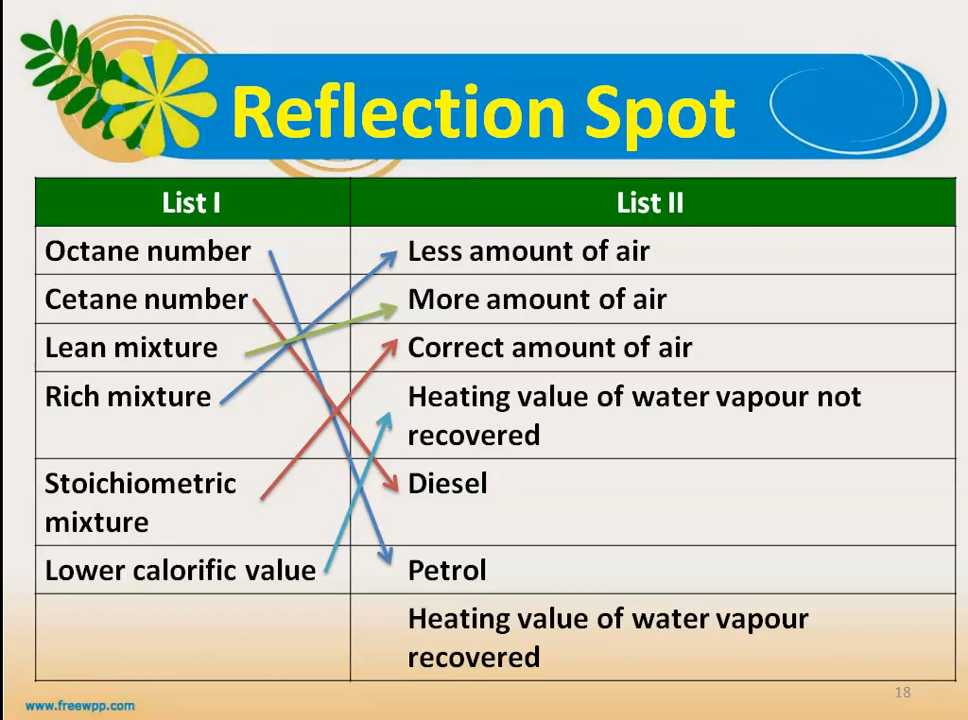 Reflection Spot
List I
List II
Octane number
Less amount of air
Cetane number
More amount of air
Lean mixture
Correct amount of air
Rich mixture
Heating value of water vapour not
recovered
Stoichiometric
mixture
Diesel
Lower calorific value
Petrol
Heating value of water vapour
recovered
18
www.freewpp.com